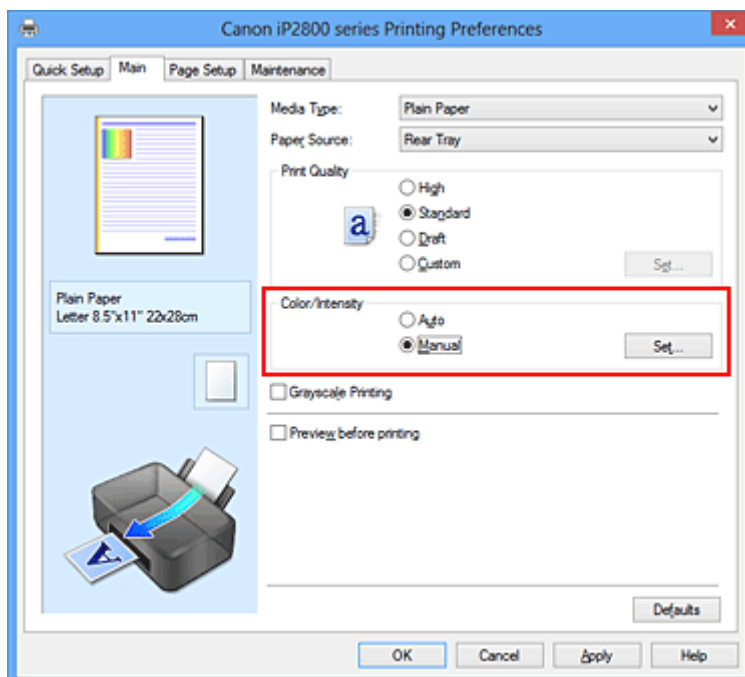 Canon iP2800 series Printing Preferences
Quick Setup Main Page Setup Maintenance
Media Type: Plain Paper
Paper Source: Rear Tray
Print Quality
High
a
Standard
Draft
Custom
Set...
Plain Paper
Letter 8.5"x11" 22x28cm
Color/Intensity
Auto
Manual
Set...
Grayscale Printing
Preview before printing
A
Defaults
OK Cancel Apply Help